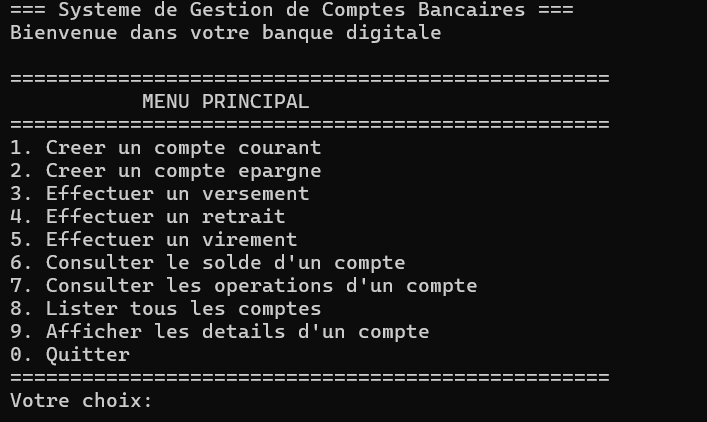 === Systeme de Gestion de Comptes Bancaires ===
Bienvenue dans votre banque digitale
==================================================
MENU PRINCIPAL
==================================================
1. Creer un compte courant
2. Creer un compte epargne
3. Effectuer un versement
4. Effectuer un retrait
5. Effectuer un virement
6. Consulter le solde d'un compte
7. Consulter les operations d'un compte
8. Lister tous les comptes
9. Afficher les details d'un compte
0. Quitter
==================================================
Votre choix: